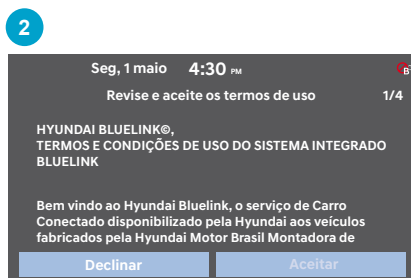 2
Seg, 1 maio 4:30 PM
B
Revise e aceite os termos de uso 1/4
HYUNDAI BLUELINK©,
TERMOS E CONDIÇÕES DE USO DO SISTEMA INTEGRADO
BLUELINK
Bem vindo ao Hyundai Bluelink, o serviço de Carro
Conectado disponibilizado pela Hyundai aos veículos
fabricados pela Hyundai Motor Brasil Montadora de
Declinar Aceitar